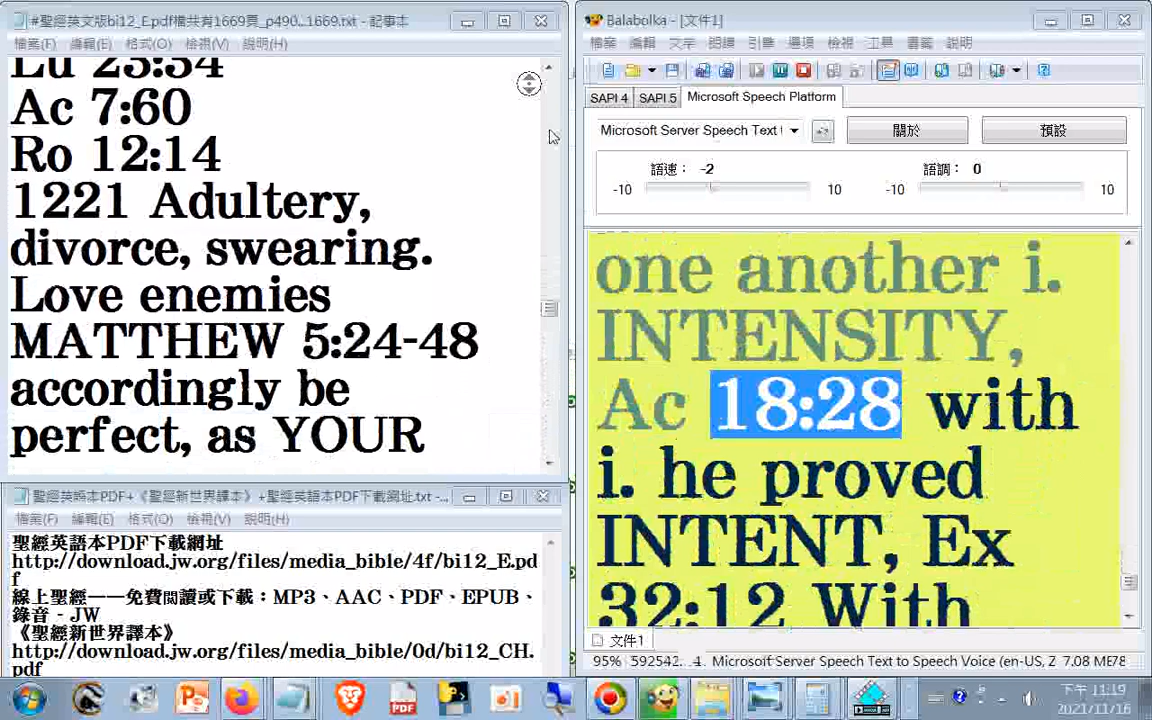 #聖經英文版bi12_E.pdf檔共有1669頁_p490...1669.txt - 記事本
檔案(F) 編輯(E) 格式(O) 檢視(V) 說明(H)
Lu 23:34
Ac 7:60
Ro 12:14
1221 Adultery,
divorce, swearing.
Love enemies
MATTHEW 5:24-48
accordingly be
perfect, as YOUR
聖經英語本PDF+《聖經新世界譯本》+聖經英語本PDF下載網址.txt - ...
檔案(F) 編輯(E) 格式(O) 檢視(V) 說明(H)
聖經英語本PDF下載網址
http://download.jw.org/files/media_bible/4f/bi12_E.pd
f
線上聖經——免費閱讀或下載：MP3、AAC、PDF、EPUB、
錄音 - JW
《聖經新世界譯本》
http://download.jw.org/files/media_bible/0d/bi12_CH.
pdf
Balabolka - [文件1]
檔案 編輯 文字 朗讀 引擎 選項 檢視 工具 書籤 說明
SAPI 4 SAPI 5 Microsoft Speech Platform
Microsoft Server Speech Text 關於 預設
語速： -2 語調： 0
-10 10 -10 10
one another i.
INTENSITY,
Ac 18:28 with
i. he proved
INTENT, Ex
32:12 With
文件1
95% 592542... 4. Microsoft Server Speech Text to Speech Voice (en-US, Z 7.08 ME78
PDF
下午 11:19
2021/11/16